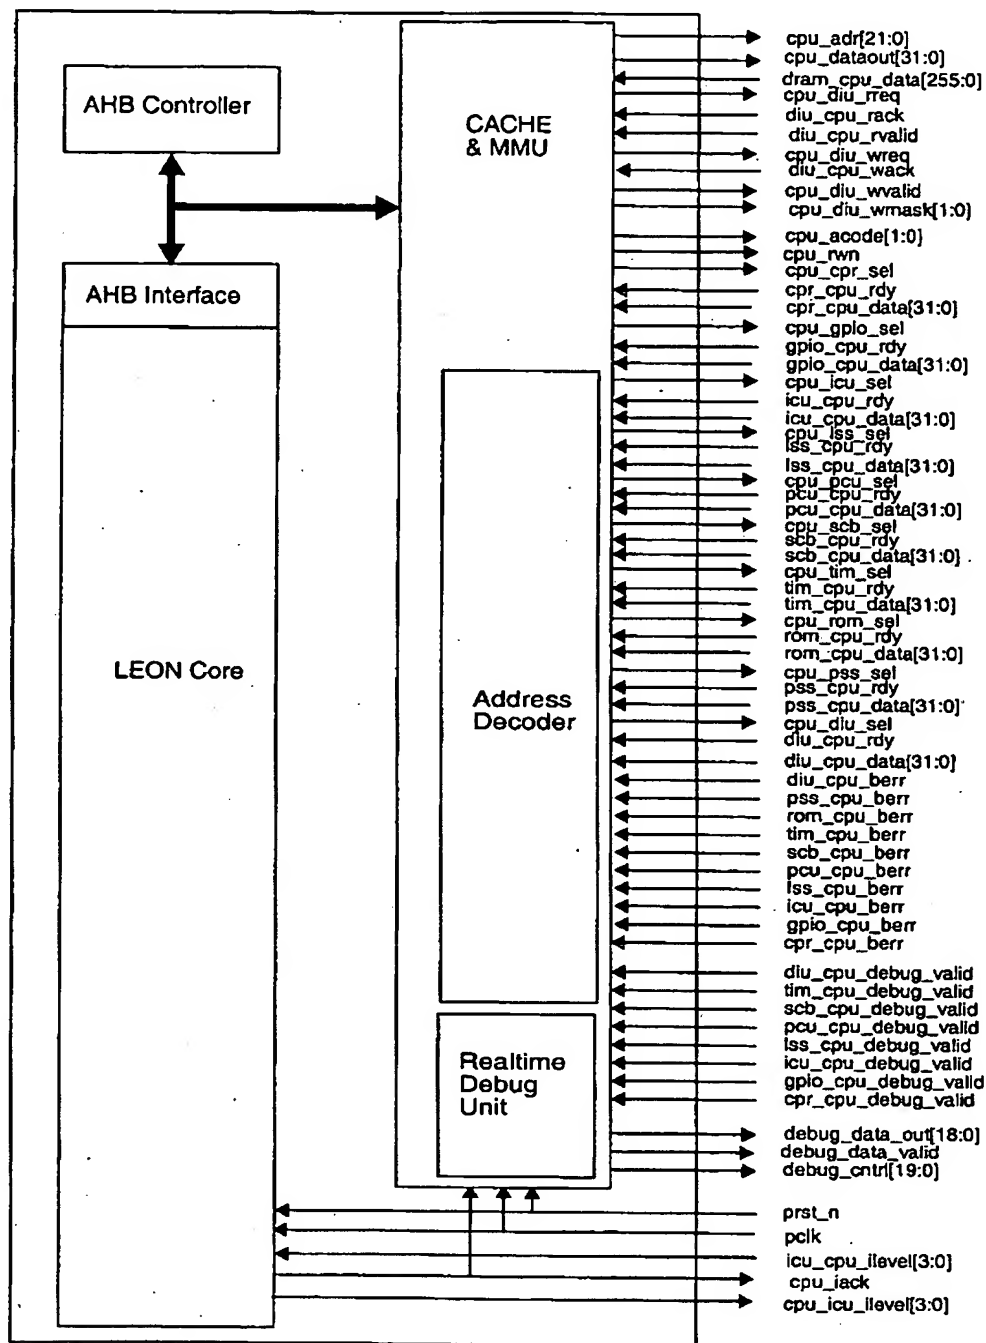 AHB Controller
CACHE
& MMU
AHB Interface
LEON Core
Address
Decoder
Realtime
Debug
Unit
cpu_adr[21:0]
cpu_dataout[31:0]
dram_cpu_data[255:0]
cpu_diu_rreq
diu_cpu_rack
diu_cpu_rvalid
cpu_diu_wreq
diu_cpu_wack
cpu_diu_wvalid
cpu_diu_wmask[1:0]
cpu_acode[1:0]
cpu_rwn
cpu_cpr_sel
cpr_cpu_rdy
cpr_cpu_data[31:0]
cpu_gpio_sel
gpio_cpu_rdy
gpio_cpu_data[31:0]
cpu_icu_sel
icu_cpu_rdy
icu_cpu_data[31:0]
cpu_lss_sel
lss_cpu_rdy
lss_cpu_data[31:0]
cpu_pcu_sel
pcu_cpu_rdy
pcu_cpu_data[31:0]
cpu_scb_sel
scb_cpu_rdy
scb_cpu_data[31:0]
cpu_tim_sel
tim_cpu_rdy
tim_cpu_data[31:0]
cpu_rom_sel
rom_cpu_rdy
rom_cpu_data[31:0]
cpu_pss_sel
pss_cpu_rdy
pss_cpu_data[31:0]
cpu_diu_sel
diu_cpu_rdy
diu_cpu_data[31:0]
diu_cpu_berr
pss_cpu_berr
rom_cpu_berr
tim_cpu_berr
scb_cpu_berr
pcu_cpu_berr
lss_cpu_berr
icu_cpu_berr
gpio_cpu_berr
cpr_cpu_berr
diu_cpu_debug_valid
tim_cpu_debug_valid
scb_cpu_debug_valid
pcu_cpu_debug_valid
lss_cpu_debug_valid
icu_cpu_debug_valid
gpio_cpu_debug_valid
cpr_cpu_debug_valid
debug_data_out[18:0]
debug_data_valid
debug_cntrl[19:0]
prst_n
pclk
icu_cpu_ilevel[3:0]
cpu_iack
cpu_icu_ilevel[3:0]